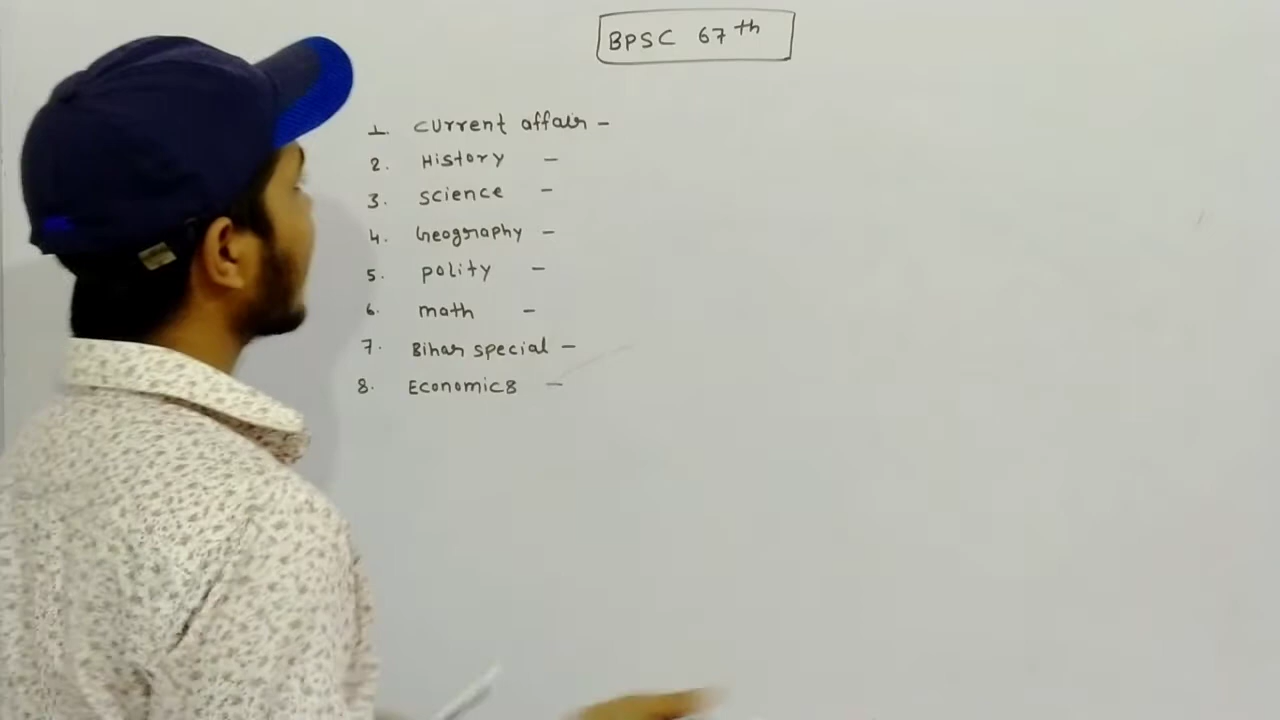 BPSC 67th
1. Current affair -
2. History -
3. Science -
4. Geography -
5. polity -
6. math -
7. Bihar special -
8. Economics -